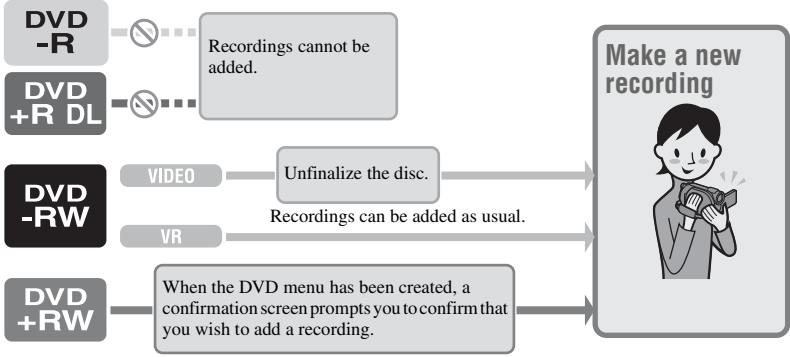 DVD
-R
Recordings cannot be
added.
DVD
+R DL
Make a new
recording
DVD
-RW
VIDEO
Unfinalize the disc.
Recordings can be added as usual.
VR
DVD
+RW
When the DVD menu has been created, a
confirmation screen prompts you to confirm that
you wish to add a recording.